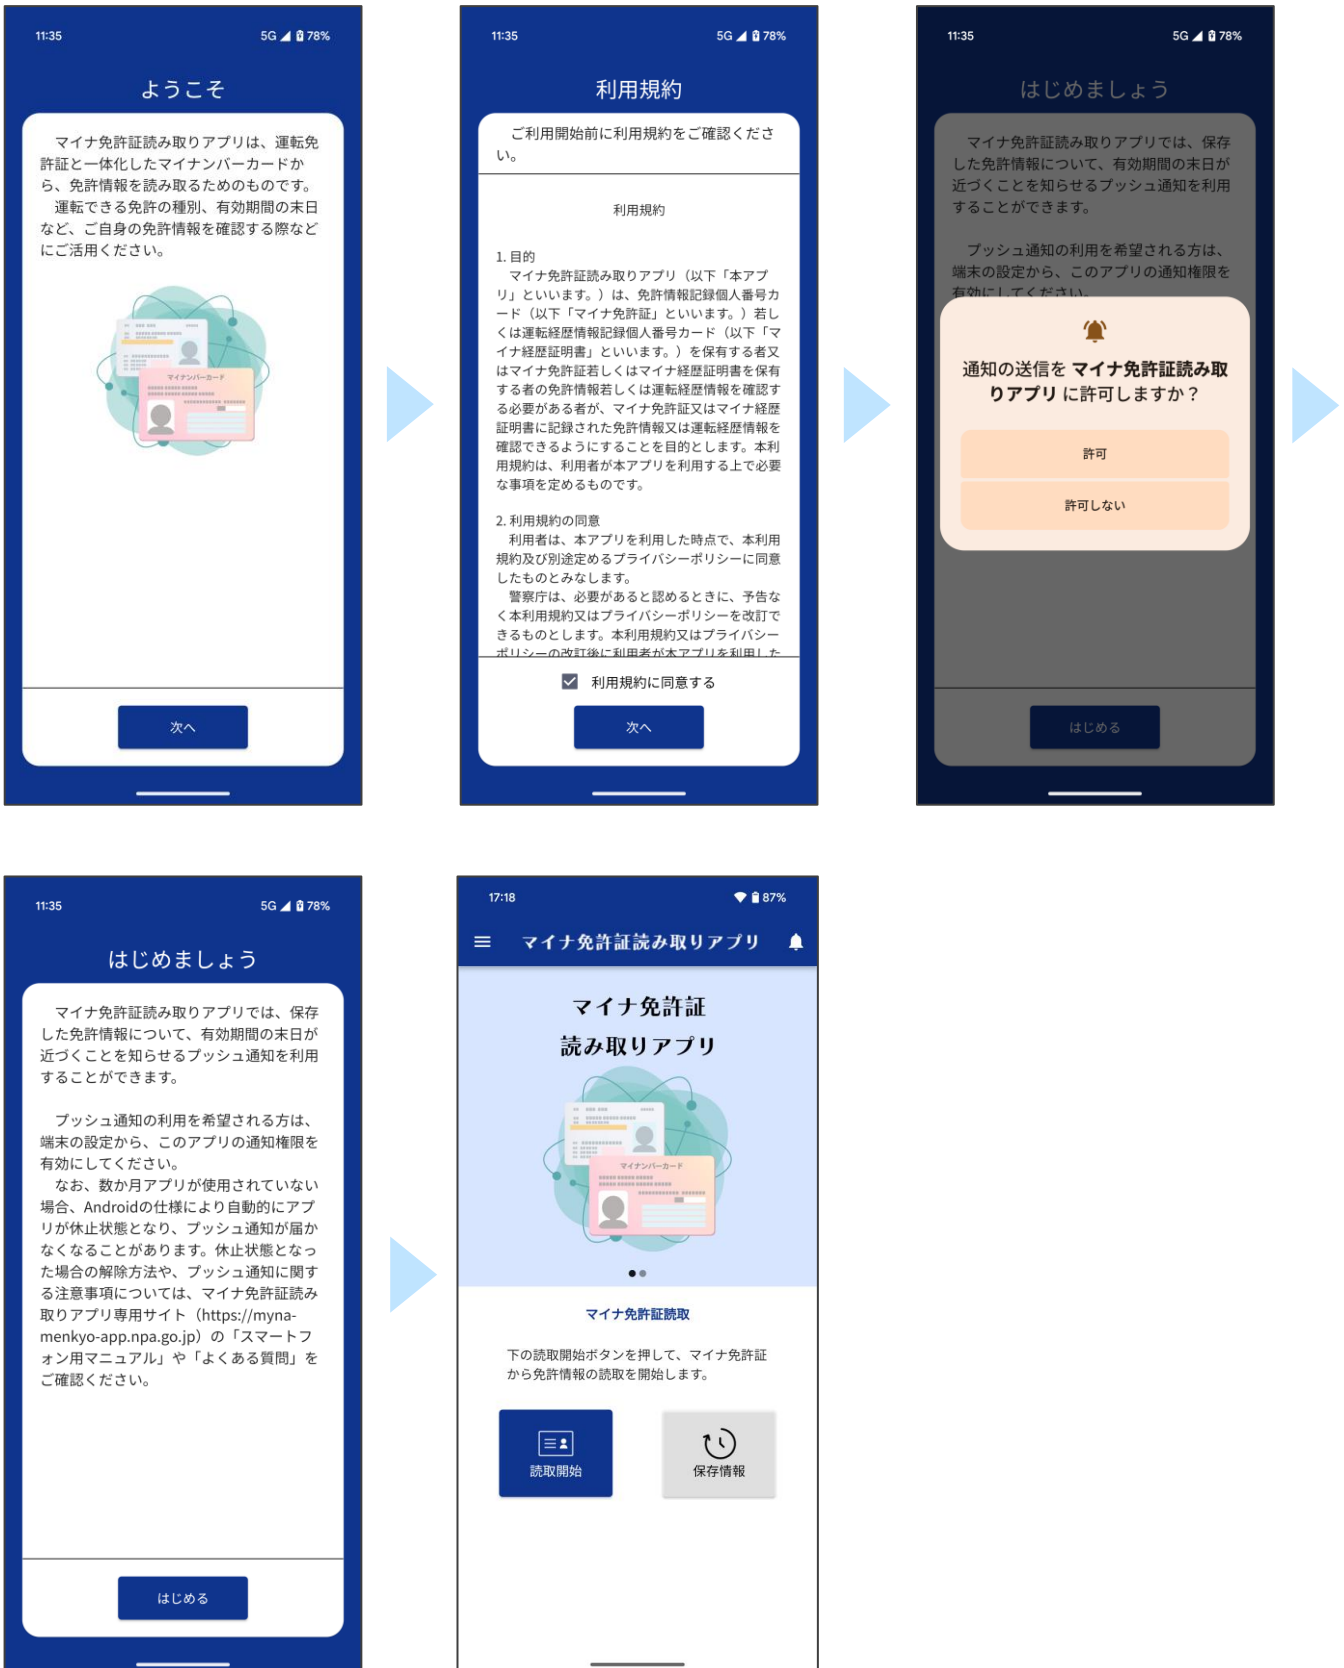 11:35
5G 78%
ようこそ
マイナ免許証読み取りアプリは、運転免
許証と一体化したマイナンバーカードか
ら、免許情報を読み取るためのものです。
運転できる免許の種別、有効期間の末日
など、ご自身の免許情報を確認する際など
にご活用ください。
マイナンバーカード
次へ
11:35
5G 78%
利用規約
ご利用開始前に利用規約をご確認くださ
い。
利用規約
1. 目的
マイナ免許証読み取りアプリ（以下「本アプ
リ」といいます。）は、免許情報記録個人番号カ
ード（以下「マイナ免許証」といいます。）若し
くは運転経歴情報記録個人番号カード（以下「マ
イナ経歴証明書」といいます。）を保有する者又
はマイナ免許証若しくはマイナ経歴証明書を保有
する者の免許情報若しくは運転経歴情報を確認す
る必要がある者が、マイナ免許証又はマイナ経歴
証明書に記録された免許情報又は運転経歴情報を
確認できるようにすることを目的とします。本利
用規約は、利用者が本アプリを利用する上で必要
な事項を定めるものです。
2. 利用規約の同意
利用者は、本アプリを利用した時点で、本利用
規約及び別途定めるプライバシーポリシーに同意
したものとみなします。
警察庁は、必要があると認めるときに、予告な
く本利用規約又はプライバシーポリシーを改訂で
きるものとします。本利用規約又はプライバシー
ポリシーの改訂後に利用者が本アプリを利用した
利用規約に同意する
次へ
11:35
5G 78%
はじめましょう
マイナ免許証読み取りアプリでは、保存
した免許情報について、有効期間の末日が
近づくことを知らせるプッシュ通知を利用
することができます。
プッシュ通知の利用を希望される方は、
端末の設定から、このアプリの通知権限を
有効にしてください。
通知の送信を マイナ免許証読み取
りアプリ に許可しますか？
許可
許可しない
はじめる
11:35
5G 78%
はじめましょう
マイナ免許証読み取りアプリでは、保存
した免許情報について、有効期間の末日が
近づくことを知らせるプッシュ通知を利用
することができます。
プッシュ通知の利用を希望される方は、
端末の設定から、このアプリの通知権限を
有効にしてください。
なお、数か月アプリが使用されていない
場合、Androidの仕様により自動的にアプ
リが休止状態となり、プッシュ通知が届か
なくなることがあります。休止状態となっ
た場合の解除方法や、プッシュ通知に関す
る注意事項については、マイナ免許証読み
取りアプリ専用サイト（https://myna-
menkyo-app.npa.go.jp）の「スマートフ
ォン用マニュアル」や「よくある質問」を
ご確認ください。
はじめる
17:18
87%
マイナ免許証読み取りアプリ
マイナ免許証
読み取りアプリ
マイナンバーカード
マイナ免許証読取
下の読取開始ボタンを押して、マイナ免許証
から免許情報の読取を開始します。
読取開始
保存情報